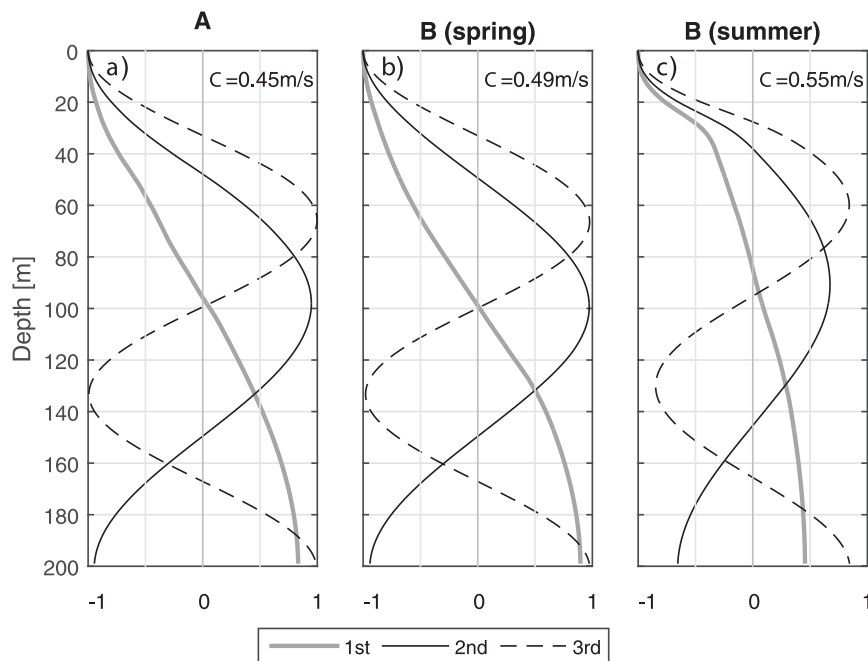 A
B (spring)
B (summer)
a)
C=0.45m/s
b)
C=0.49m/s
c)
C=0.55m/s
Depth [m]
0
20
40
60
80
100
120
140
160
180
200
-1 0 1
-1 0 1
-1 0 1
1st 2nd 3rd